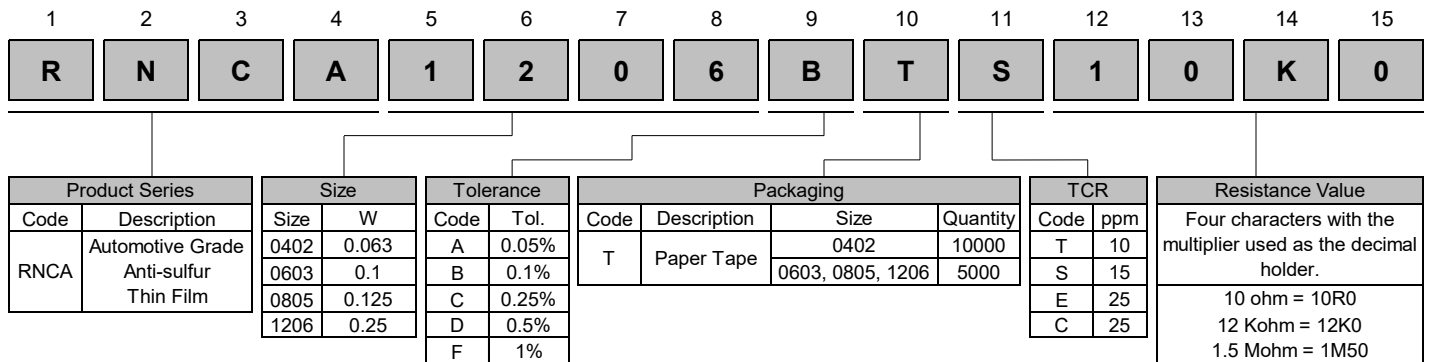 1 2 3 4 5 6 7 8 9 10 11 12 13 14 15
R N C A 1 2 0 6 B T S 1 0 K 0
Product Series
Code Description
RNCA
Automotive Grade
Anti-sulfur
Thin Film
Size
Size W
0402 0.063
0603 0.1
0805 0.125
1206 0.25
Tolerance
Code Tol.
A 0.05%
B 0.1%
C 0.25%
D 0.5%
F 1%
Packaging
Code Description Size Quantity
T Paper Tape
0402 10000
0603, 0805, 1206 5000
TCR
Code ppm
T 10
S 15
E 25
C 25
Resistance Value
Four characters with the
multiplier used as the decimal
holder.
10 ohm = 10R0
12 Kohm = 12K0
1.5 Mohm = 1M50